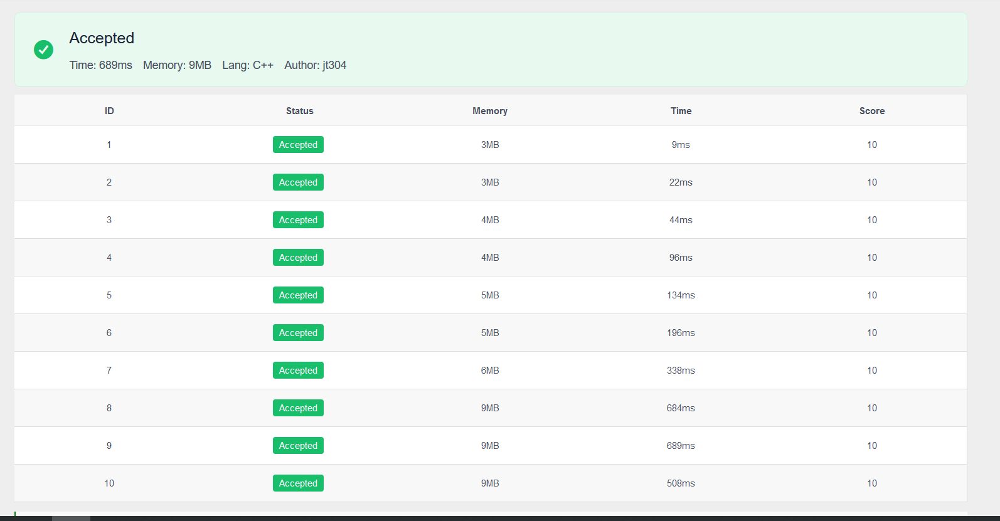 Accepted
Time: 689ms Memory: 9MB Lang: C++ Author: jt304
ID Status Memory Time Score
1 Accepted 3MB 9ms 10
2 Accepted 3MB 22ms 10
3 Accepted 4MB 44ms 10
4 Accepted 4MB 96ms 10
5 Accepted 5MB 134ms 10
6 Accepted 5MB 196ms 10
7 Accepted 6MB 338ms 10
8 Accepted 9MB 684ms 10
9 Accepted 9MB 689ms 10
10 Accepted 9MB 508ms 10